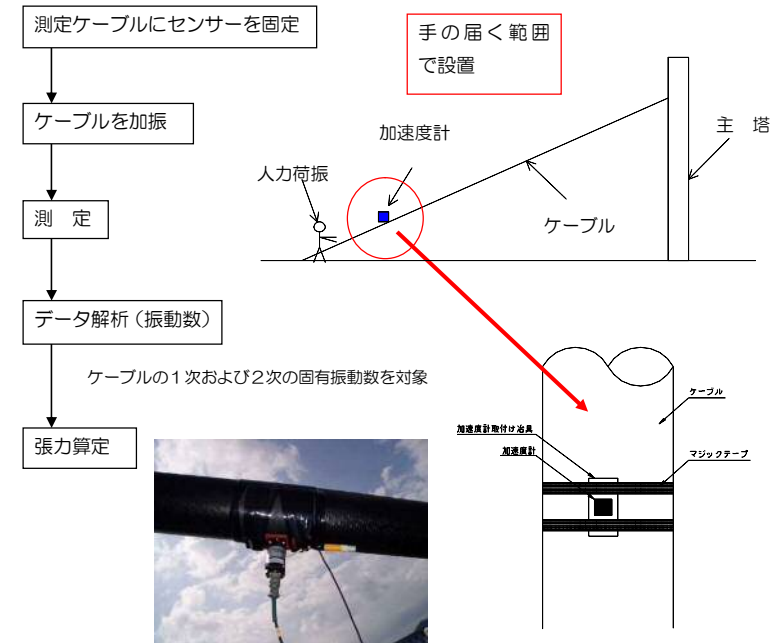 測定ケーブルにセンサーを固定
ケーブルを加振
測　定
データ解析（振動数）
ケーブルの１次および２次の固有振動数を対象
張力算定
手の届く範囲
で設置
加速度計
人力荷振
主　塔
ケーブル
ケーブル
加速度計取付け冶具
加速度計
マジックテープ